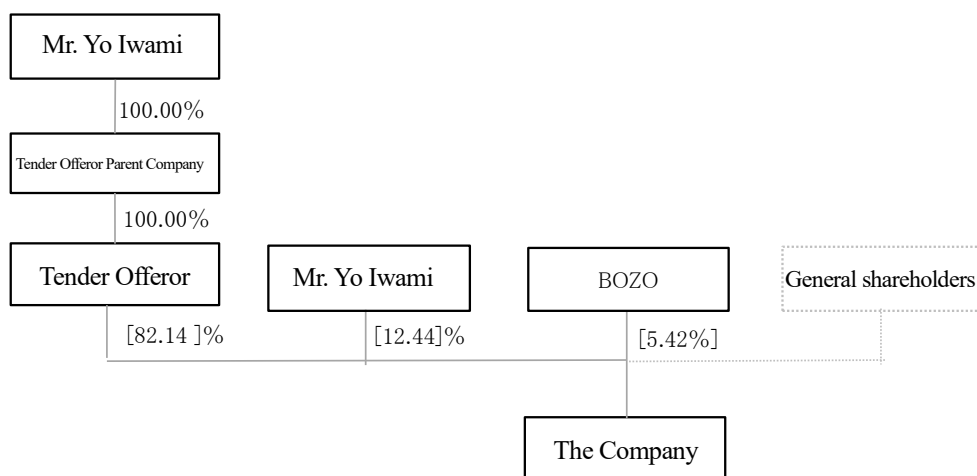 Mr. Yo Iwami
100.00%
Tender Offeror Parent Company
100.00%
Tender Offeror
Mr. Yo Iwami
BOZO
General shareholders
[82.14 ]%
[12.44]%
[5.42%]
The Company